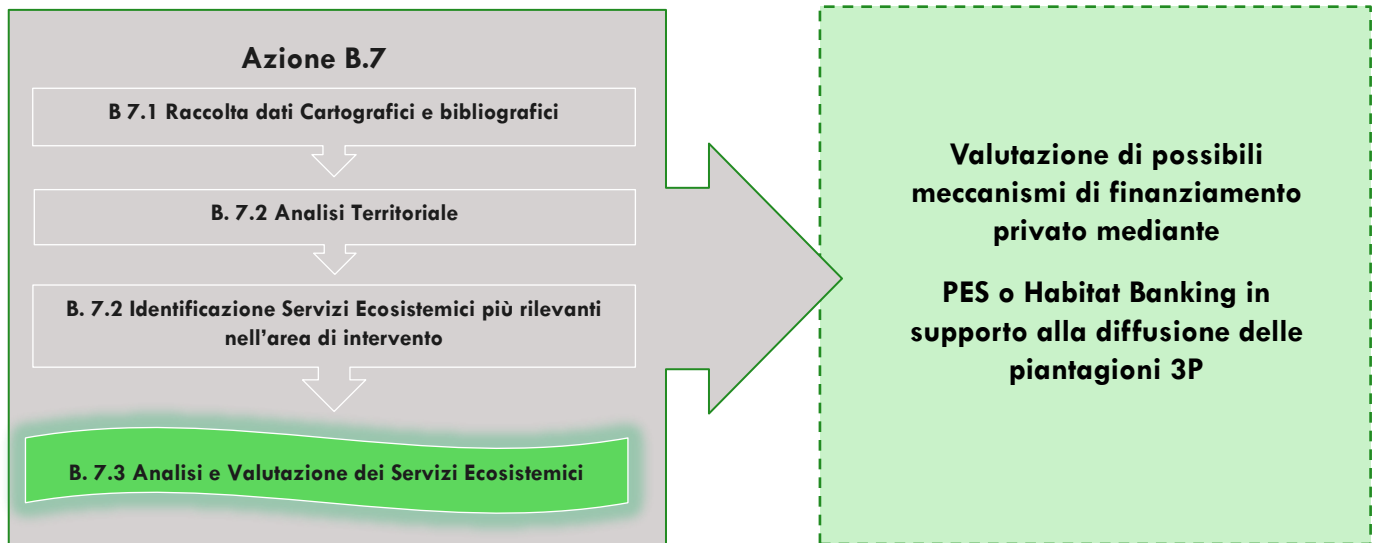 Azione B.7
B 7.1 Raccolta dati Cartografici e bibliografici
B. 7.2 Analisi Territoriale
B. 7.2 Identificazione Servizi Ecosistemici più rilevanti
nell'area di intervento
B. 7.3 Analisi e Valutazione dei Servizi Ecosistemici
Valutazione di possibili
meccanismi di finanziamento
privato mediante
PES o Habitat Banking in
supporto alla diffusione delle
piantagioni 3P